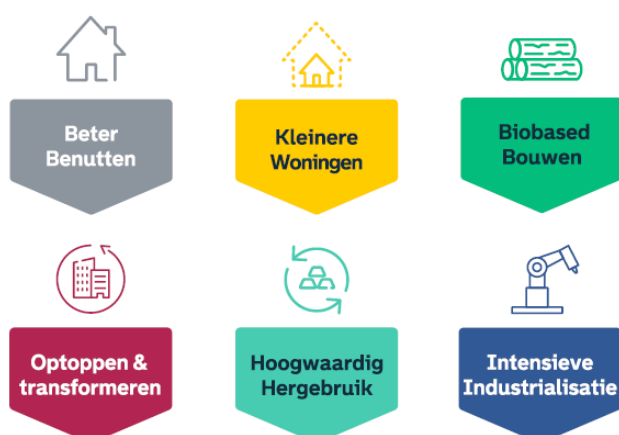 Beter
Benutten
Kleinere
Woningen
Biobased
Bouwen
Optoppen &
transformeren
Hoogwaardig
Hergebruik
Intensieve
Industrialisatie